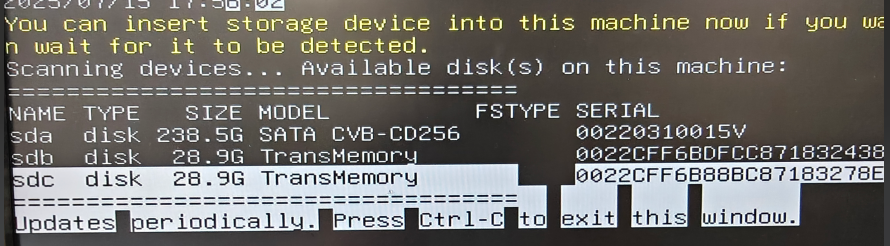 2025/07/15 17:58:02
You can insert storage device into this machine now if you wa
n wait for it to be detected.
Scanning devices... Available disk(s) on this machine:
===================================
NAME TYPE SIZE MODEL FSTYPE SERIAL
sda disk 238.5G SATA CVB-CD256 00220310015V
sdb disk 28.9G TransMemory 0022CFF6BDFCC871832438
sdc disk 28.9G TransMemory 0022CFF6B88BC87183278E
===================================
Updates periodically. Press Ctrl-C to exit this window.